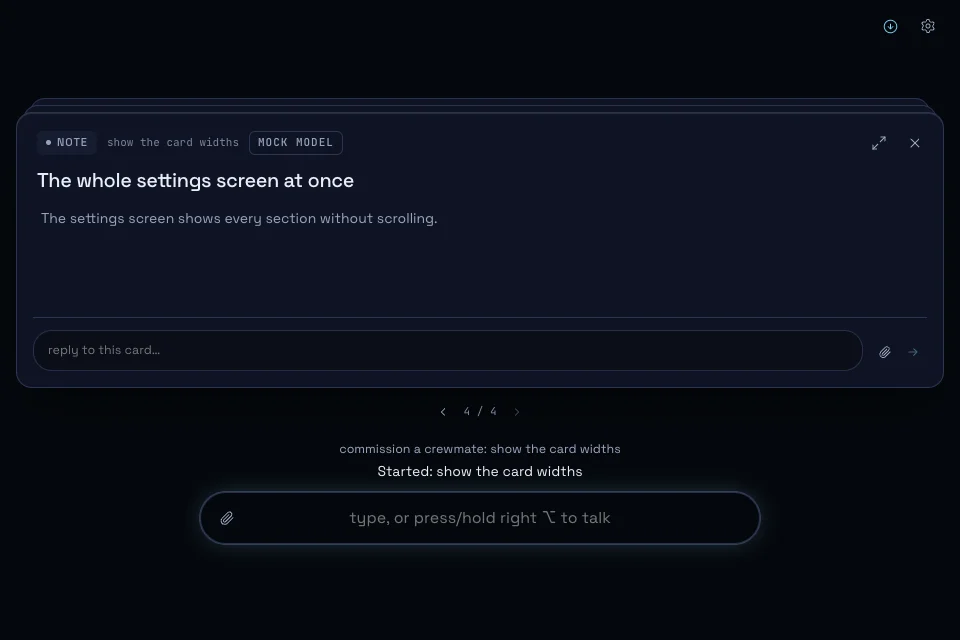 NOTE show the card widths MOCK MODEL
The whole settings screen at once
The settings screen shows every section without scrolling.
reply to this card…
4 / 4
commission a crewmate: show the card widths
Started: show the card widths
type, or press/hold right ⌥ to talk